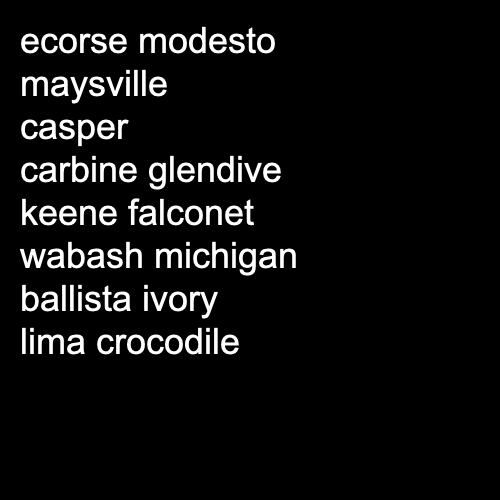 ecorse modesto
maysville
casper
carbine glendive
keene falconet
wabash michigan
ballista ivory
lima crocodile